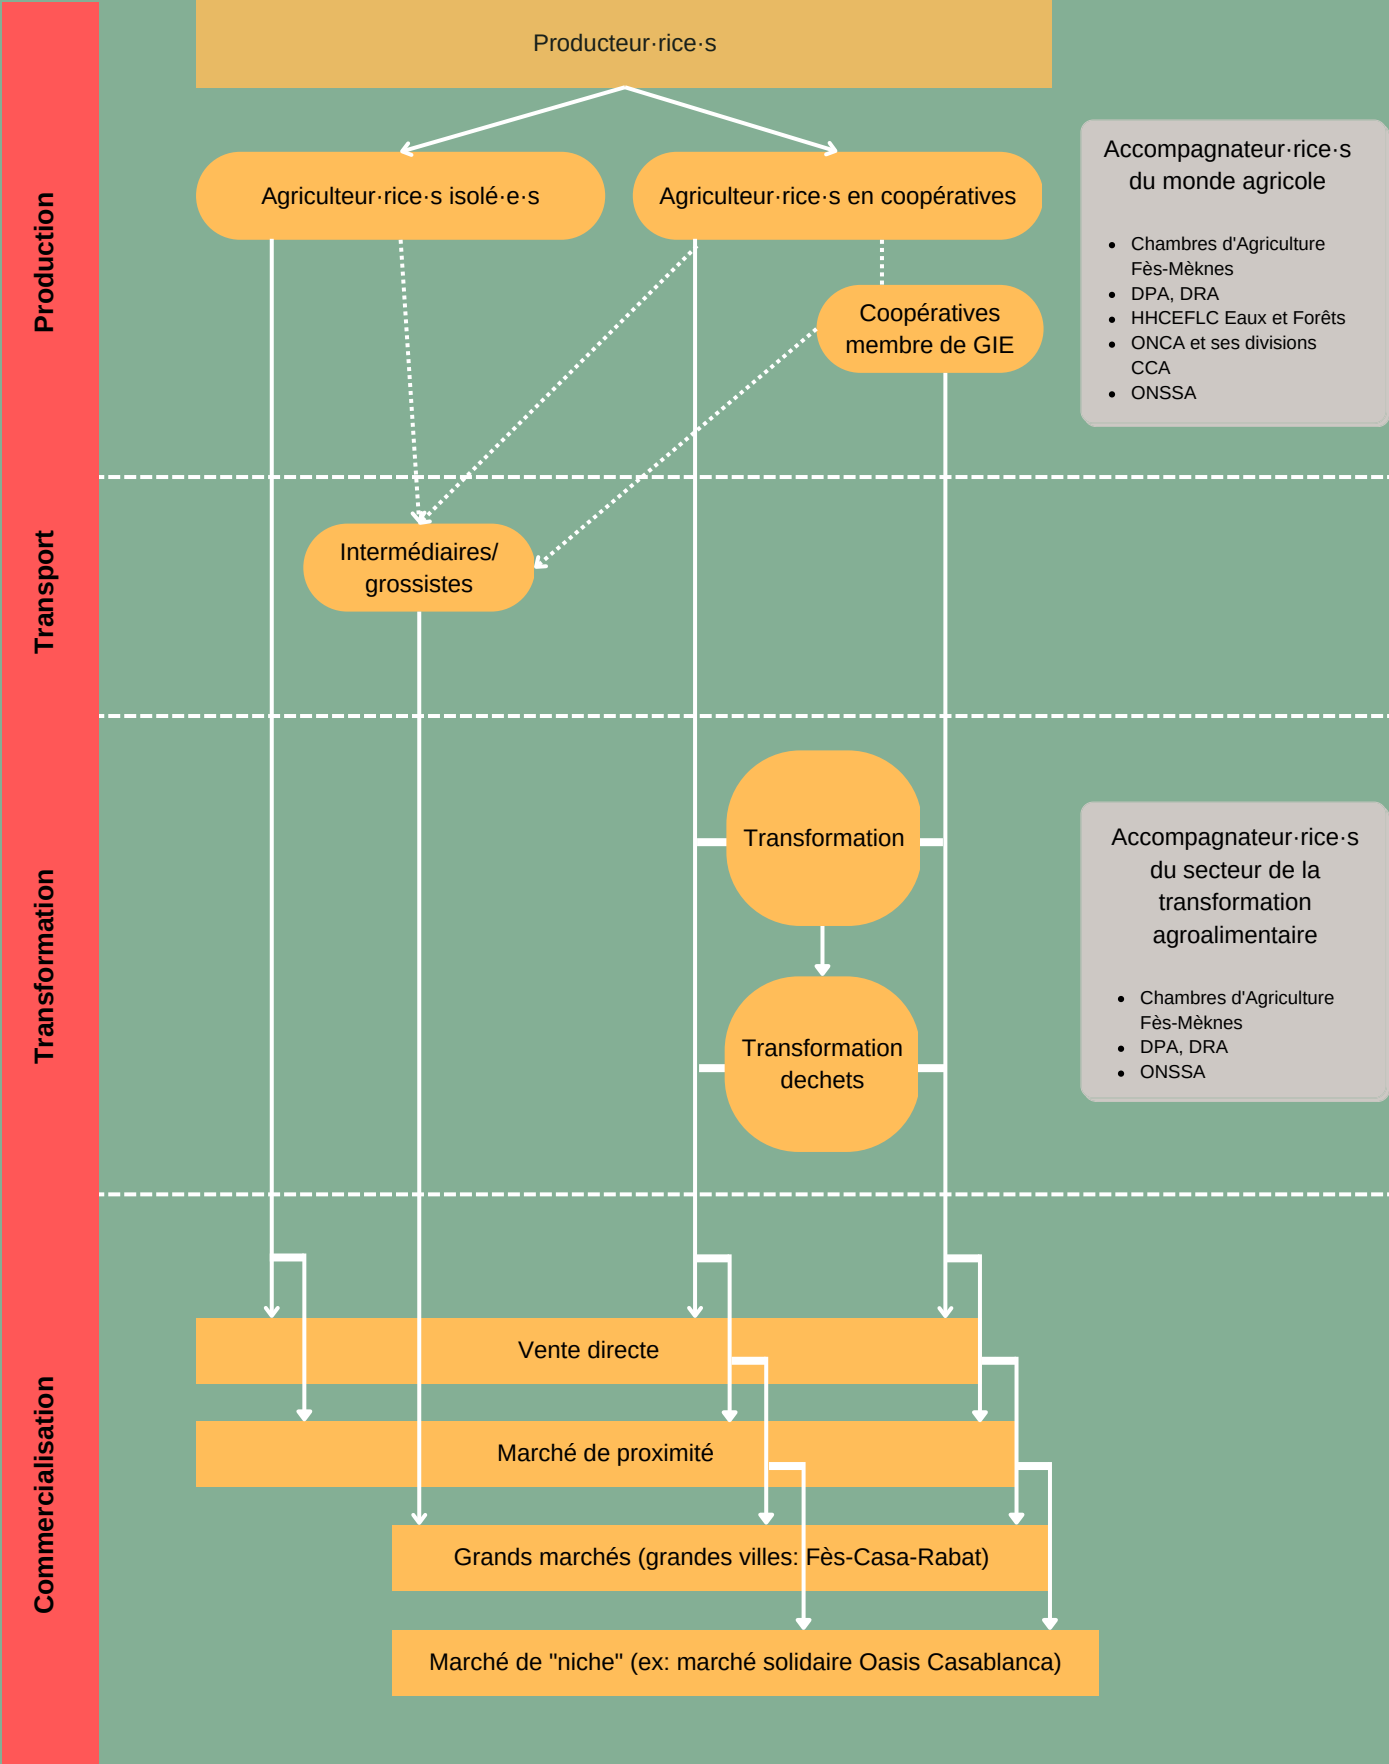 Producteur·rice·s
Production
Agriculteur·rice·s isolé·e·s
Agriculteur·rice·s en coopératives
Coopératives
membre de GIE
Accompagnateur·rice·s
du monde agricole
• Chambres d'Agriculture
Fès-Mèknes
• DPA, DRA
• HHCEFLC Eaux et Forêts
• ONCA et ses divisions
CCA
• ONSSA
Transport
Intermédiaires/
grossistes
Transformation
Transformation
Transformation
dechets
Accompagnateur·rice·s
du secteur de la
transformation
agroalimentaire
• Chambres d'Agriculture
Fès-Mèknes
• DPA, DRA
• ONSSA
Commercialisation
Vente directe
Marché de proximité
Grands marchés (grandes villes: Fès-Casa-Rabat)
Marché de "niche" (ex: marché solidaire Oasis Casablanca)